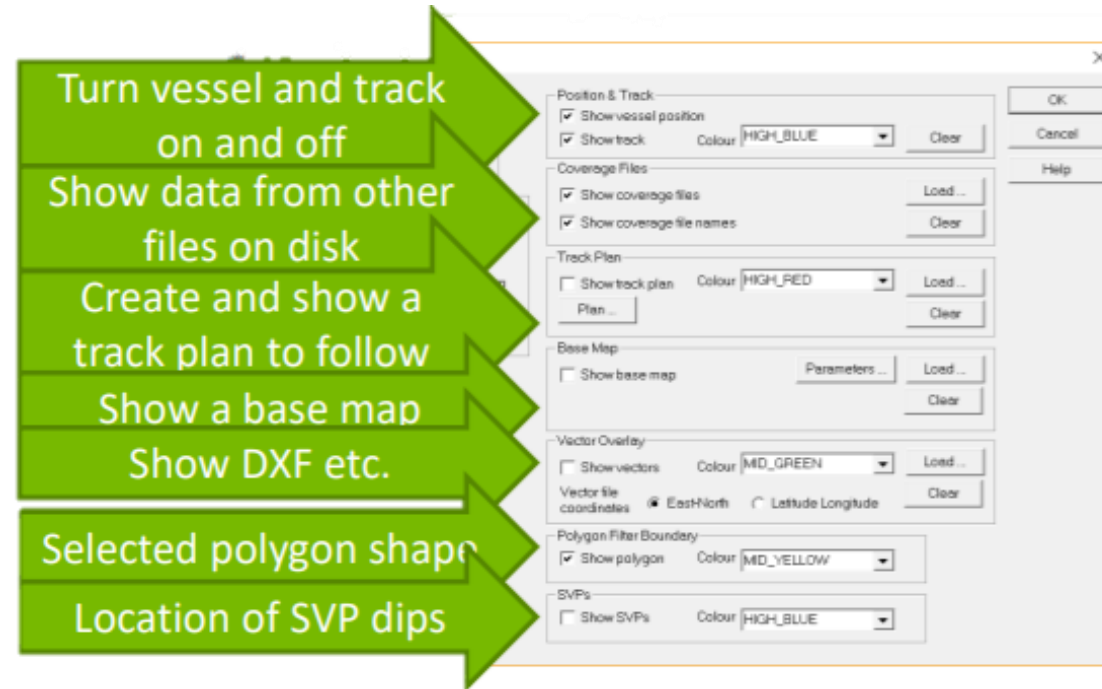 Turn vessel and track
on and off
Show data from other
files on disk
Create and show a
track plan to follow
Show a base map
Show DXF etc.
Selected polygon shape
Location of SVP dips
Position & Track
Show vessel position
Show track Colour HIGH_BLUE Clear
Coverage Files
Show coverage files Load ...
Show coverage file names Clear
Track Plan
Show track plan Colour HIGH_RED Load ...
Plan ... Clear
Base Map
Show base map Parameters ... Load ...
Clear
Vector Overlay
Show vectors Colour MID_GREEN Load ...
Vector file
coordinates East-North Latitude Longitude Clear
Polygon Filter Boundary
Show polygon Colour MID_YELLOW
SVPs
Show SVPs Colour HIGH_BLUE
OK
Cancel
Help